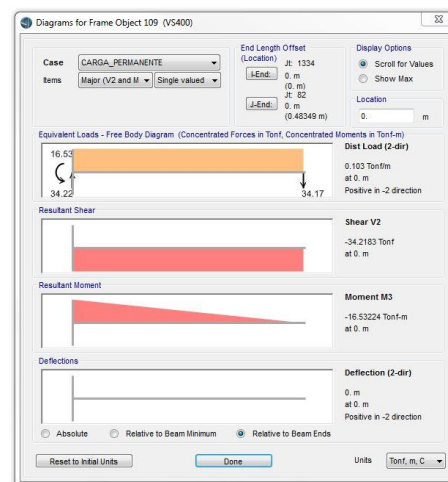 Diagrams for Frame Object 109 (VS400)
Case CARGA_PERMANENTE
Items Major (V2 and M Single valued
End Length Offset
(Location)
Jt: 1334
I-End: 0. m
(0. m)
Jt: 82
J-End: 0. m
(0.48349 m)
Display Options
Scroll for Values
Show Max
Location
0. m
Equivalent Loads - Free Body Diagram (Concentrated Forces in Tonf, Concentrated Moments in Tonf-m)
16.53
34.22
34.17
Dist Load (2-dir)
0.103 Tonf/m
at 0. m
Positive in -2 direction
Resultant Shear
Shear V2
-34.2183 Tonf
at 0. m
Resultant Moment
Moment M3
-16.53224 Tonf-m
at 0. m
Deflections
Deflection (2-dir)
0. m
at 0. m
Positive in -2 direction
Absolute Relative to Beam Minimum Relative to Beam Ends
Reset to Initial Units Done Units Tonf, m, C